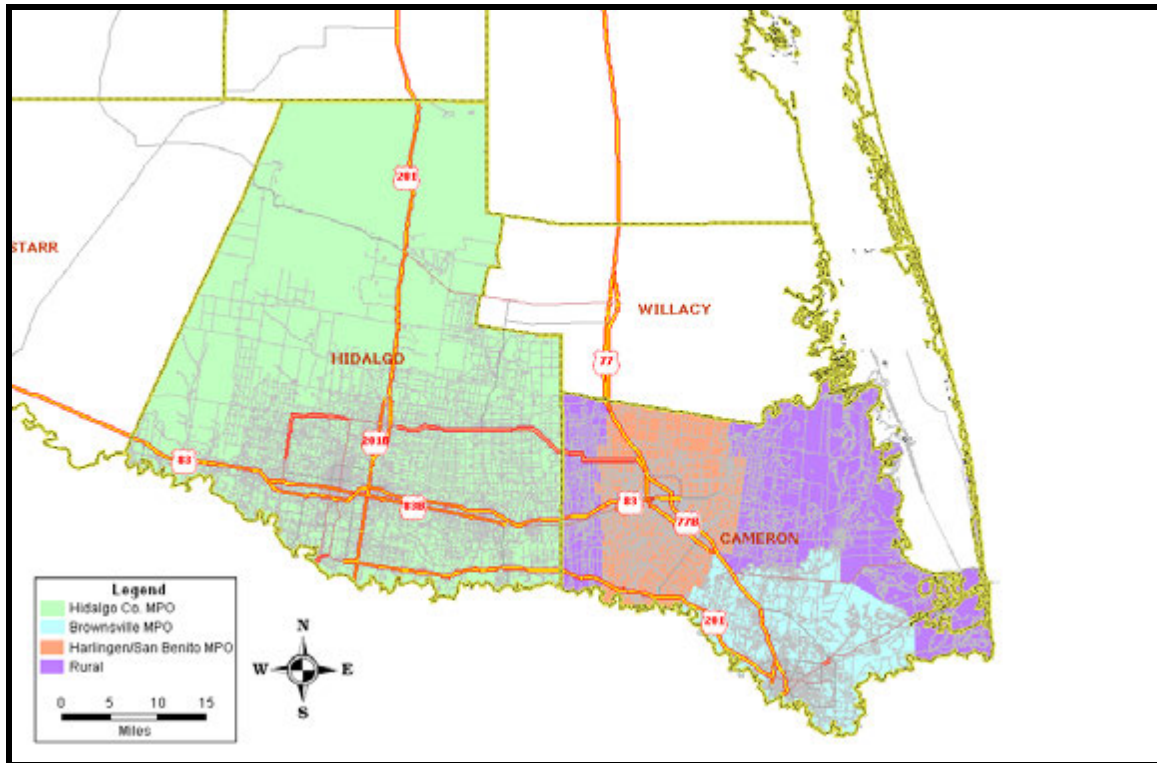 281
STARR
WILLACY
HIDALGO
77
281B
83
83B
83
77B
CAMERON
281
Legend
Hidalgo Co. MPO
Brownsville MPO
Harlingen/San Benito MPO
Rural
N
W
E
S
0 5 10 15
Miles